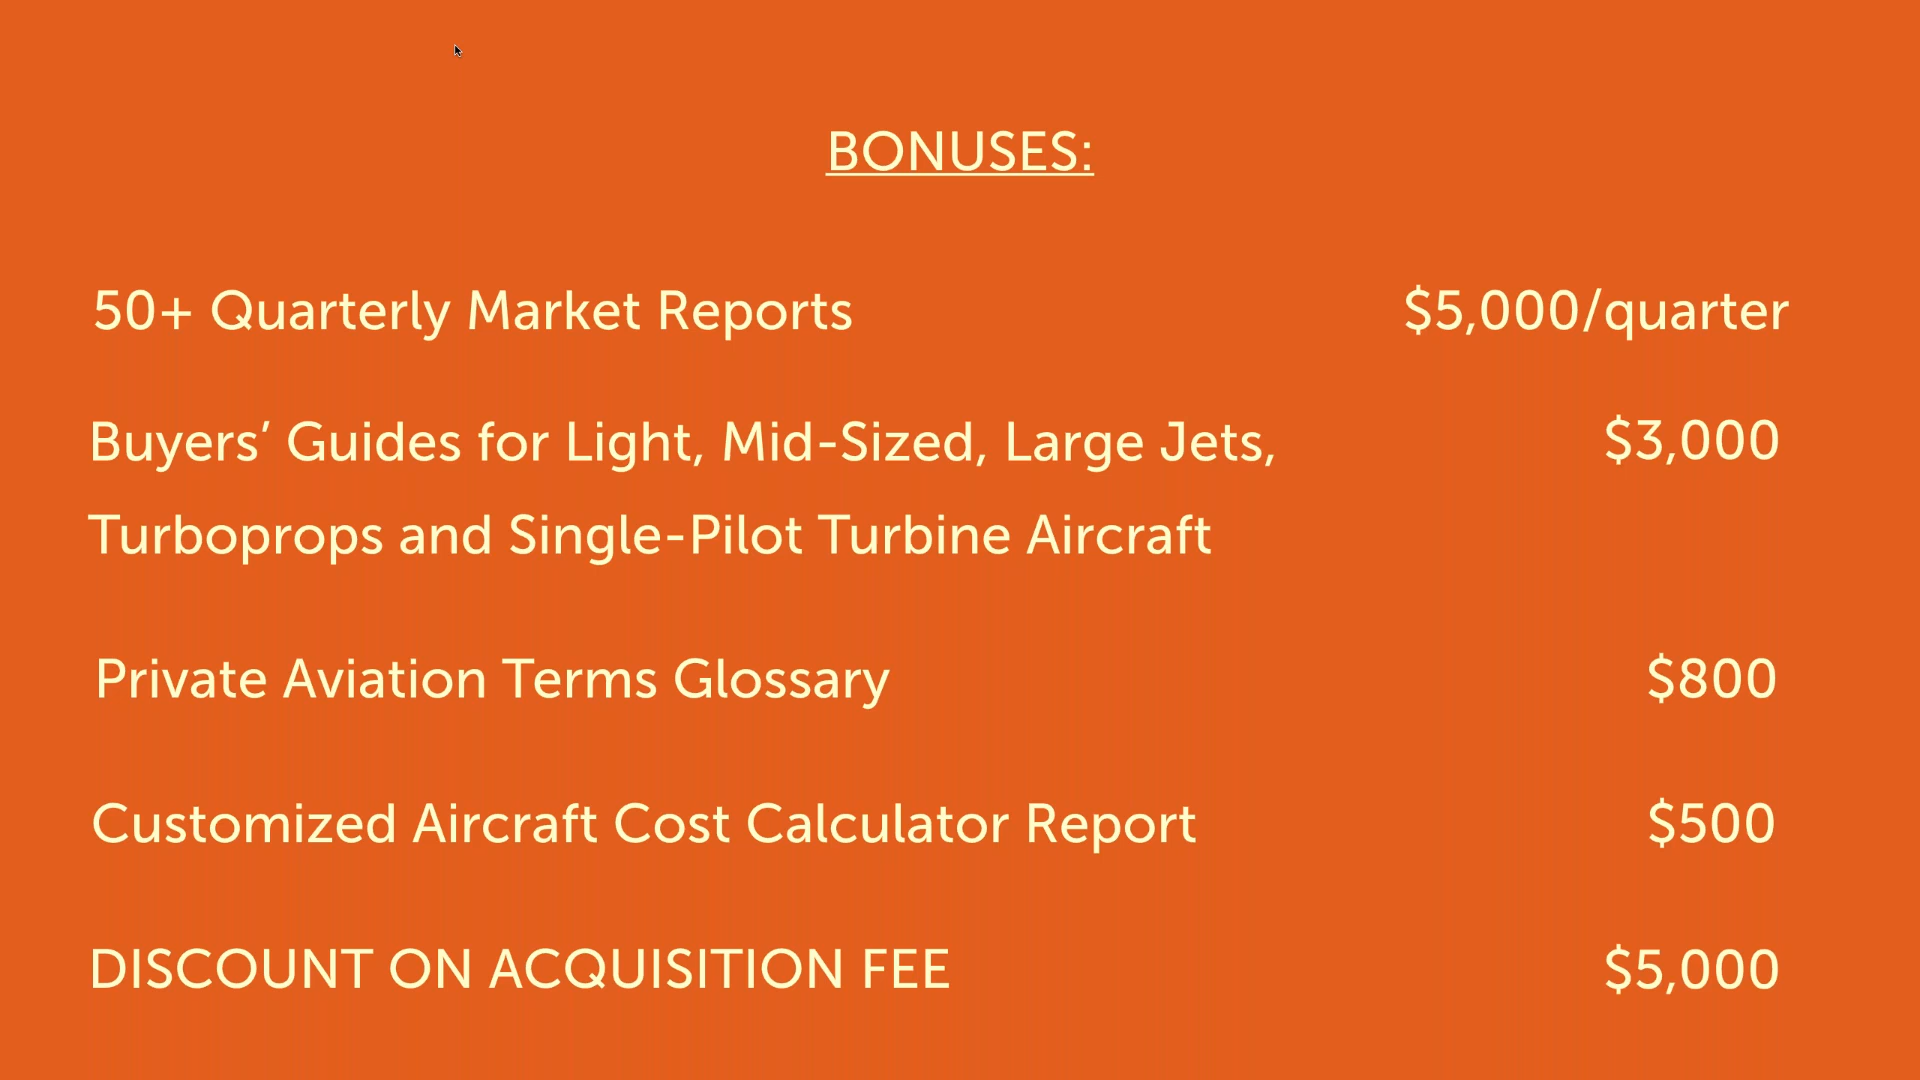 BONUSES:
50+ Quarterly Market Reports $5,000/quarter
Buyers’ Guides for Light, Mid-Sized, Large Jets, $3,000
Turboprops and Single-Pilot Turbine Aircraft
Private Aviation Terms Glossary $800
Customized Aircraft Cost Calculator Report $500
DISCOUNT ON ACQUISITION FEE $5,000